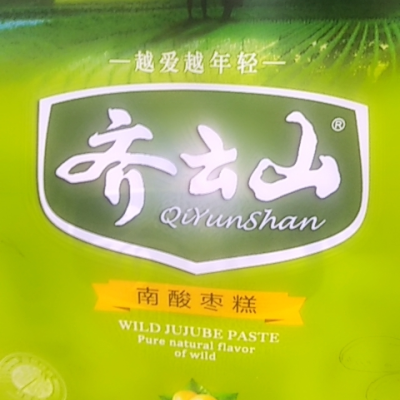 —越爱越年轻—
齐云山®
QiYunShan
南酸枣糕
WILD JUJUBE PASTE
Pure natural flavor
of wild